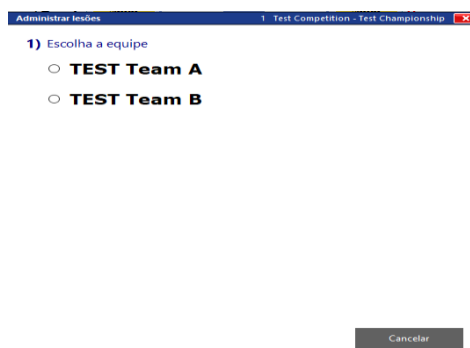 Administrar lesões 1 Test Competition - Test Championship
1) Escolha a equipe
TEST Team A
TEST Team B
Cancelar